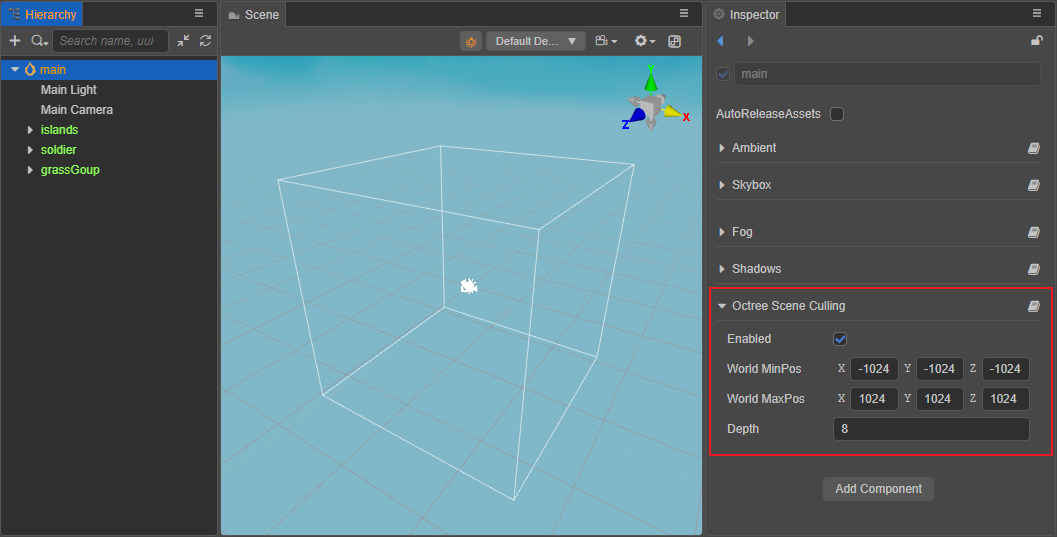 Hierarchy
Search name, uui
main
Main Light
Main Camera
islands
soldier
grassGoup
Scene
Default De...
Y
Z
X
Inspector
main
AutoReleaseAssets
Ambient
Skybox
Fog
Shadows
Octree Scene Culling
Enabled
World MinPos X -1024 Y -1024 Z -1024
World MaxPos X 1024 Y 1024 Z 1024
Depth 8
Add Component